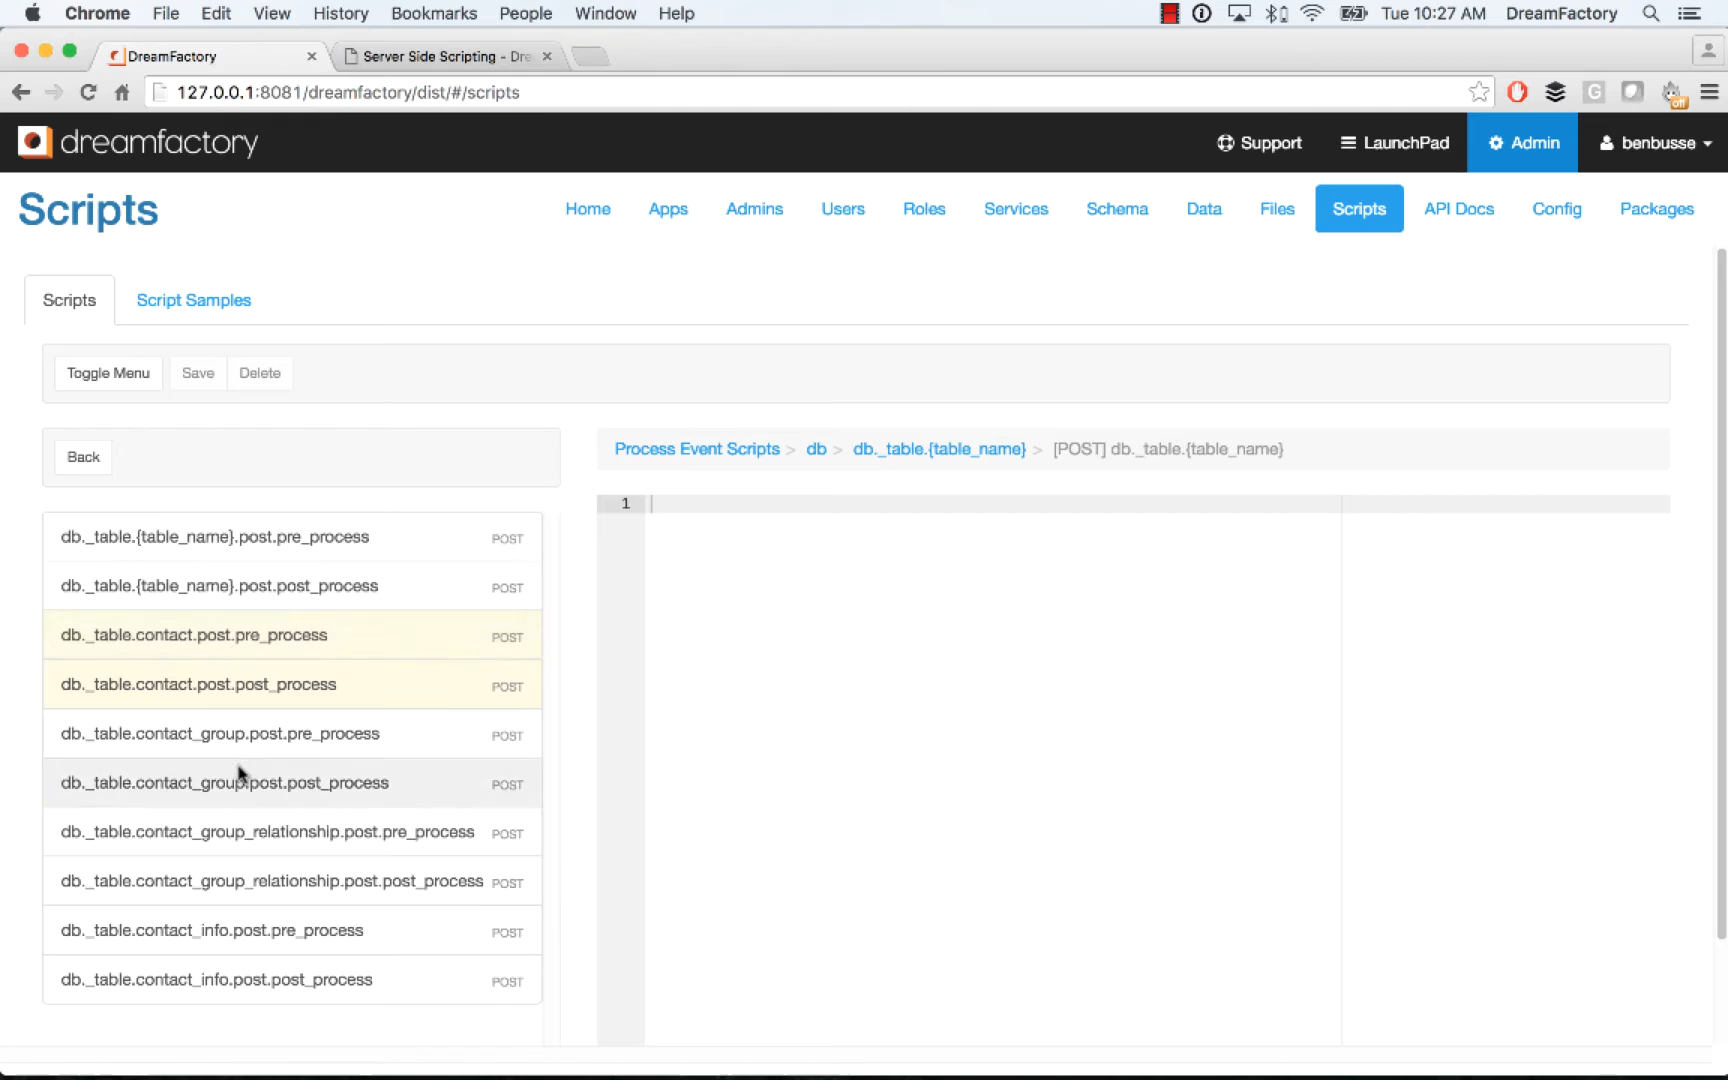 Chrome File Edit View History Bookmarks People Window Help Tue 10:27 AM DreamFactory
DreamFactory Server Side Scripting - Dre
127.0.0.1:8081/dreamfactory/dist/#/scripts G off
dreamfactory Support LaunchPad Admin benbusse
Scripts Home Apps Admins Users Roles Services Schema Data Files Scripts API Docs Config Packages
Scripts Script Samples
Toggle Menu Save Delete
Back
Process Event Scripts > db > db._table.{table_name} > [POST] db._table.{table_name}
1
db._table.{table_name}.post.pre_process POST
db._table.{table_name}.post.post_process POST
db._table.contact.post.pre_process POST
db._table.contact.post.post_process POST
db._table.contact_group.post.pre_process POST
db._table.contact_group.post.post_process POST
db._table.contact_group_relationship.post.pre_process POST
db._table.contact_group_relationship.post.post_process POST
db._table.contact_info.post.pre_process POST
db._table.contact_info.post.post_process POST